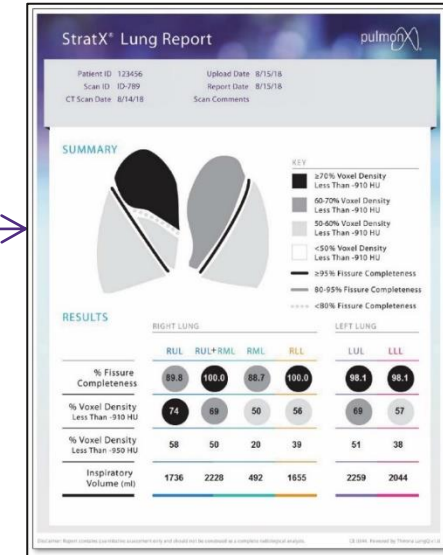 StratX® Lung Report
pulmonx
Patient ID 123456
Scan ID ID-789
CT Scan Date 8/14/18
Upload Date 8/15/18
Report Date 8/15/18
Scan Comments
SUMMARY
KEY
≥70% Voxel Density
Less Than -910 HU
60-70% Voxel Density
Less Than -910 HU
50-60% Voxel Density
Less Than -910 HU
<50% Voxel Density
Less Than -910 HU
≥95% Fissure Completeness
80-95% Fissure Completeness
<80% Fissure Completeness
RESULTS
RIGHT LUNG LEFT LUNG
RUL RUL+RML RML RLL LUL LLL
% Fissure
Completeness
89.8 100.0 88.7 100.0 98.1 98.1
% Voxel Density
Less Than -910 HU
74 69 50 56 69 57
% Voxel Density
Less Than -950 HU
58 50 20 39 51 38
Inspiratory
Volume (ml)
1736 2228 492 1655 2259 2044